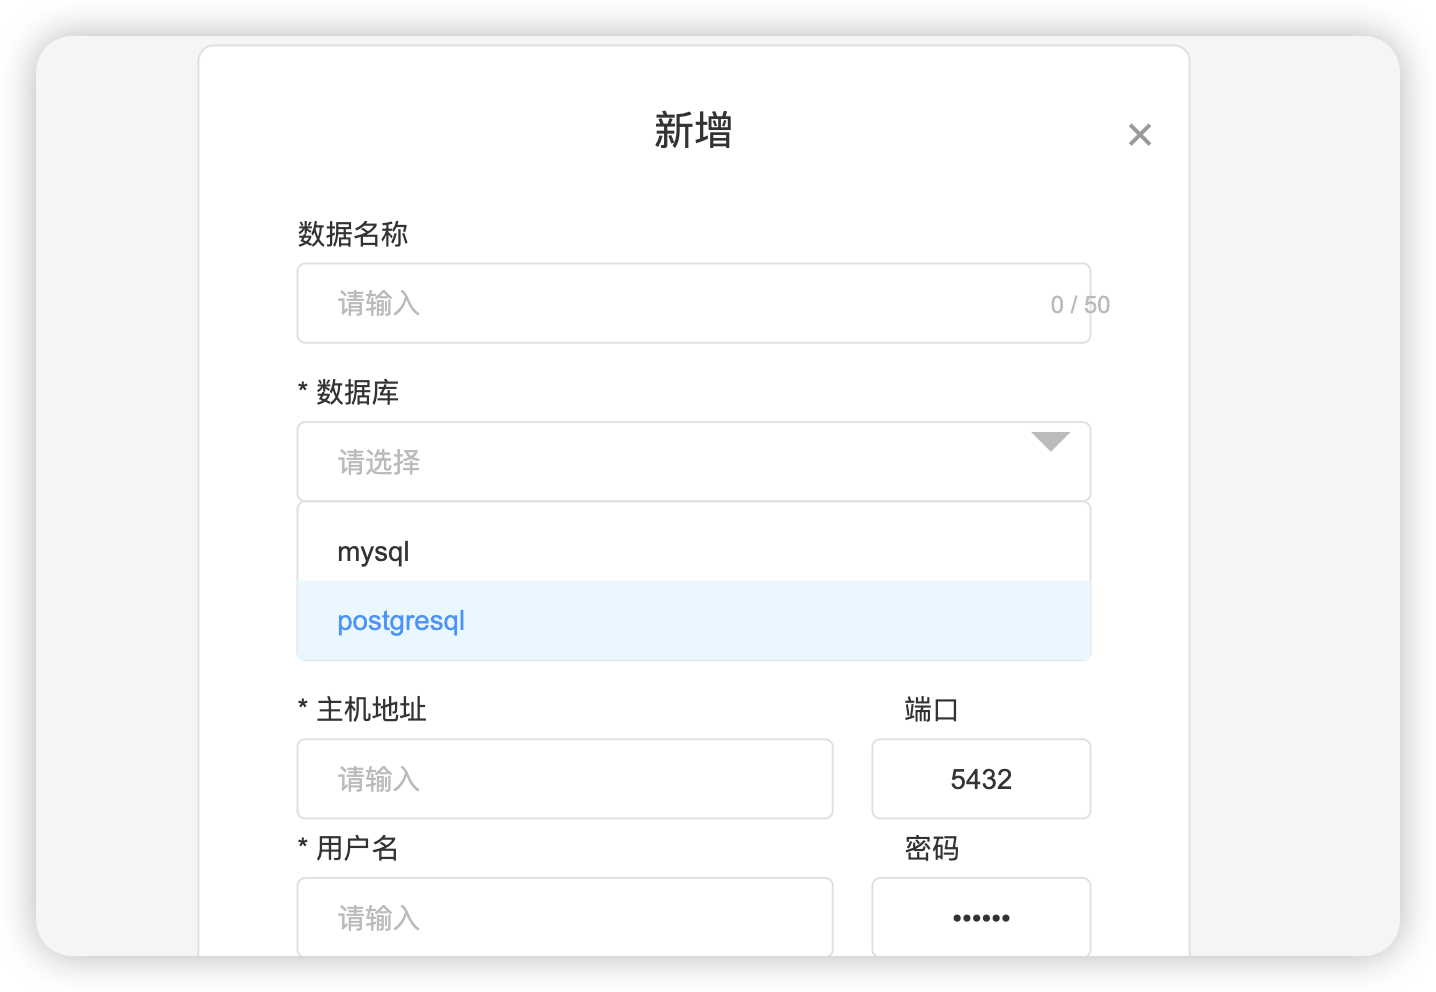 新增
×
数据名称
请输入 0 / 50
* 数据库
请选择
mysql
postgresql
* 主机地址 端口
请输入 5432
* 用户名 密码
请输入 ••••••